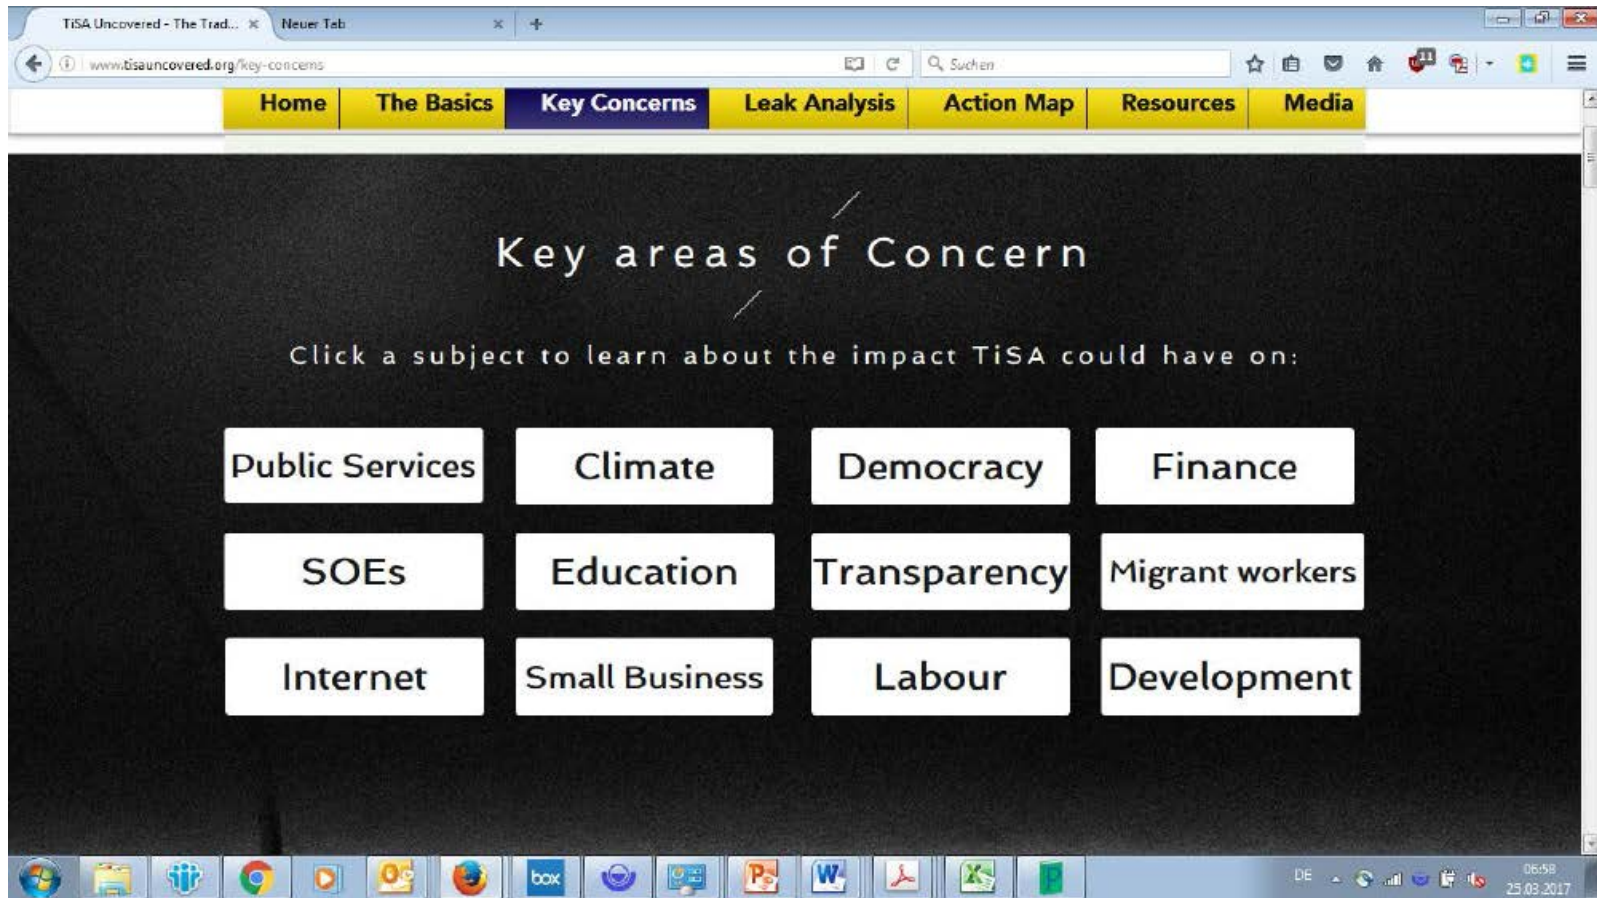 TiSA Uncovered - The Trad...
Neuer Tab
www.tisauncovered.org/key-concerns
Suchen
11
Home The Basics Key Concerns Leak Analysis Action Map Resources Media
Key areas of Concern
Click a subject to learn about the impact TiSA could have on:
Public Services Climate Democracy Finance
SOEs Education Transparency Migrant workers
Internet Small Business Labour Development
box
DE
06:58
25.03.2017